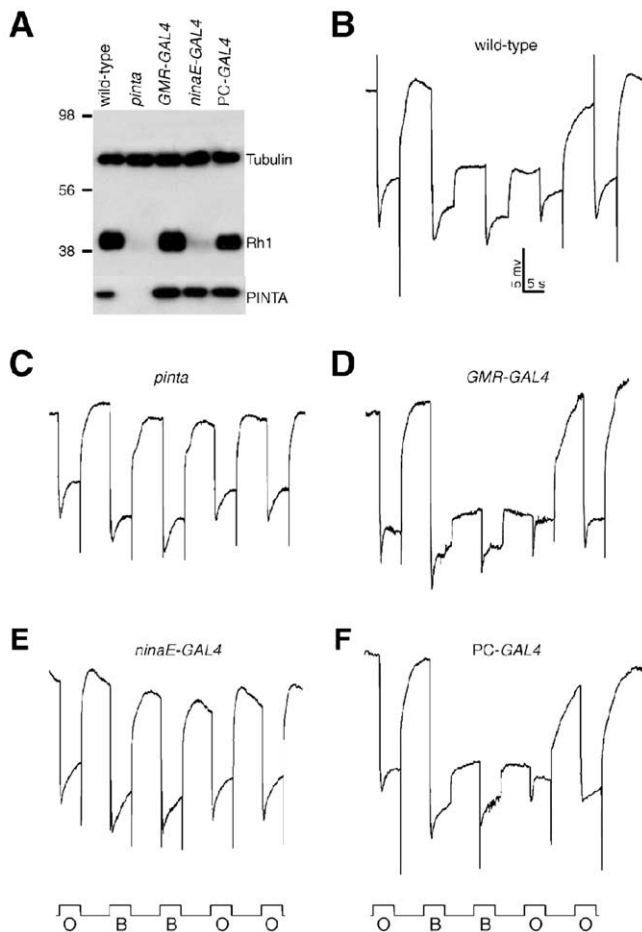 A
wild-type
pinta
GMR-GAL4
ninaE-GAL4
PC-GAL4
98
56
38
Tubulin
Rh1
PINTA
B
wild-type
5 mv
5 s
C
pinta
D
GMR-GAL4
E
ninaE-GAL4
F
PC-GAL4
O B B O O
O B B O O